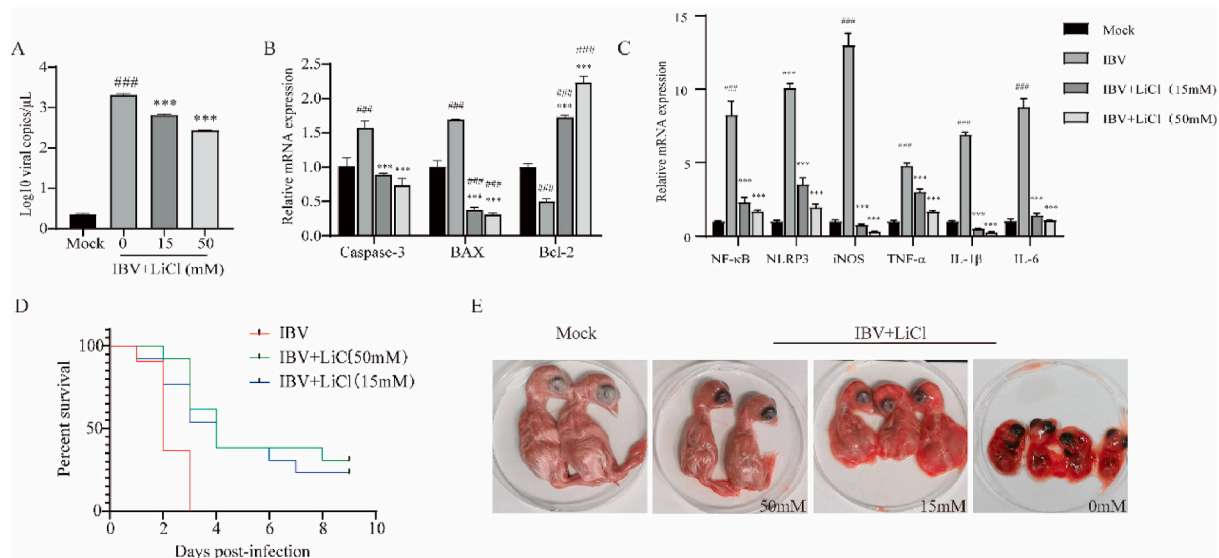 A
Log10 viral copies/μL
4
3
2
1
0
###
***
***
Mock
0
15
50
IBV+LiCl (mM)
B
Relative mRNA expression
2.5
2.0
1.5
1.0
0.5
0.0
###
***
***
###
###
***
###
***
###
###
***
###
***
Caspase-3
BAX
Bcl-2
C
Relative mRNA expression
15
10
5
0
###
***
***
###
***
***
###
***
***
###
***
***
###
***
***
###
***
***
NF-κB
NLRP3
iNOS
TNF-α
IL-1β
IL-6
Mock
IBV
IBV+LiCl (15mM)
IBV+LiCl (50mM)
D
Percent survival
100
50
0
0
2
4
6
8
10
Days post-infection
IBV
IBV+LiCl(50mM)
IBV+LiCl(15mM)
E
Mock
IBV+LiCl
50mM
15mM
0mM